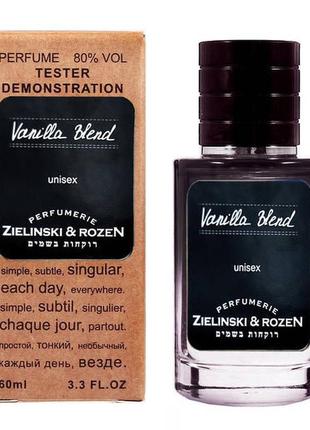 PERFUME 80% VOL
TESTER
DEMONSTRATION
Vanilla Blend
unisex
PERFUMERIE
ZIELINSKI & ROZEN
רוקחות בשמים
simple, subtle, singular,
each day, everywhere.
simple, subtil, singulier,
chaque jour, partout.
простой, тонкий, необычный,
каждый день, везде.
60ml 3.3 FL.OZ
Vanilla Blend
unisex
PERFUMERIE
ZIELINSKI & ROZEN
רוקחות בשמים